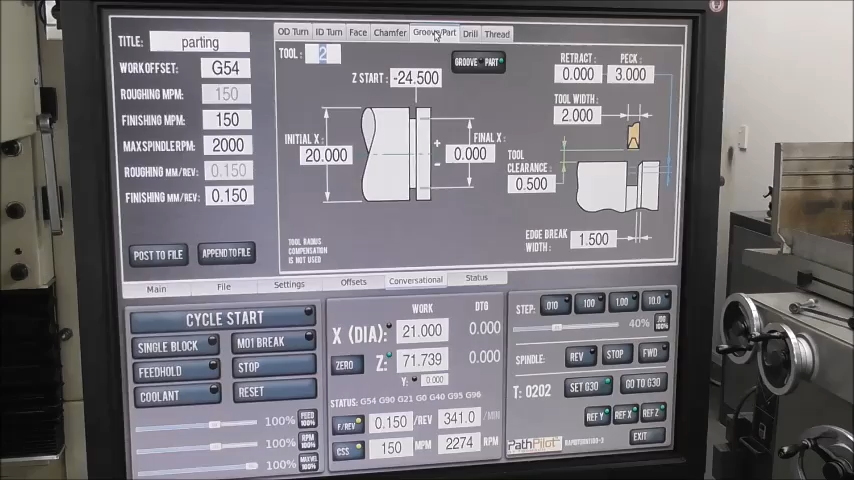 OD Turn ID Turn Face Chamfer Groove/Part Drill Thread
TITLE: parting
TOOL: 2
GROOVE PART
RETRACT: PECK:
0.000 3.000
WORK OFFSET: G54
Z START: -24.500
ROUGHING MPM: 150
TOOL WIDTH:
2.000
FINISHING MPM: 150
MAX SPINDLE RPM: 2000
INITIAL X:
20.000
FINAL X:
0.000
+
-
TOOL
CLEARANCE:
0.500
ROUGHING MM/REV: 0.150
FINISHING MM/REV: 0.150
EDGE BREAK
WIDTH:
1.500
POST TO FILE APPEND TO FILE
TOOL RADIUS
COMPENSATION
IS NOT USED
Main File Settings Offsets Conversational Status
CYCLE START
SINGLE BLOCK M01 BREAK
FEEDHOLD STOP
COOLANT RESET
100% FEED 100%
100% RPM 100%
100% MAXVEL 100%
WORK DTG
X (DIA): 21.000 0.000
ZERO Z: 71.739 0.000
Y: 0.000
STATUS: G54 G90 G21 G0 G40 G95 G96
F/REV 0.150 /REV 341.0 /MIN
CSS 150 MPM 2274 RPM
STEP: .010 .100 1.00 10.0
40% JOG 100%
SPINDLE: REV STOP FWD
T: 0202 SET G30 GO TO G30
REF Y REF X REF Z
PathPilot
EXIT